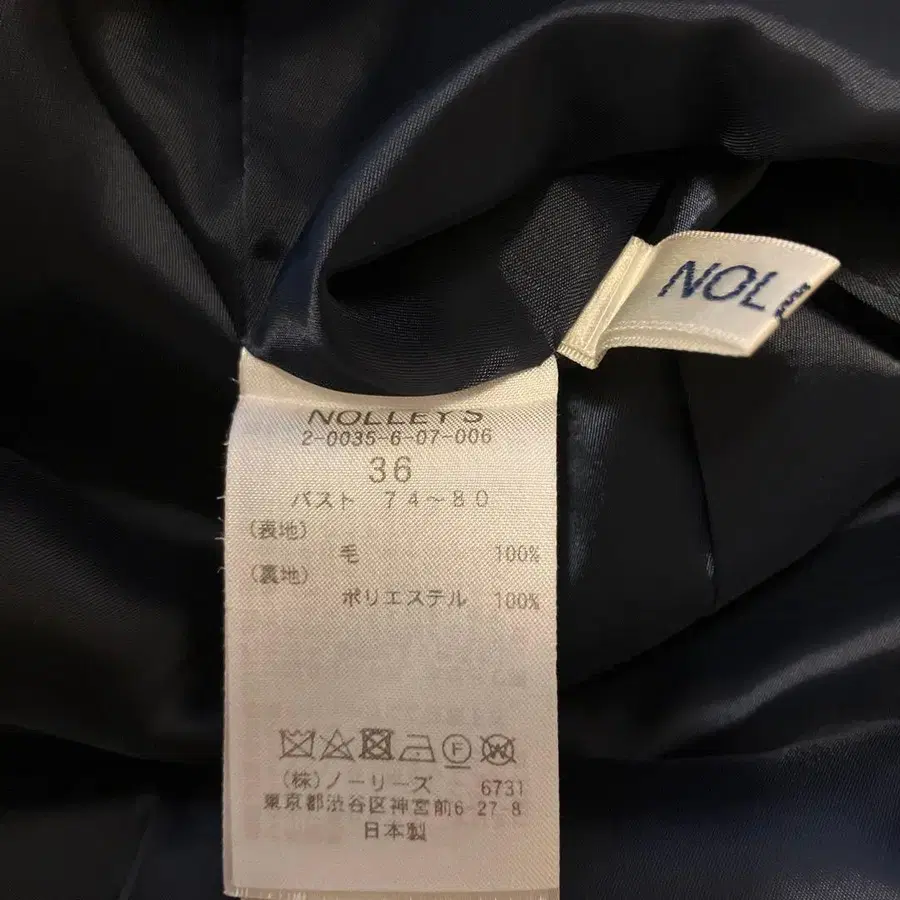 NOL
NOLLEY'S
2-0035-6-07-006
36
バスト 74～80
(表地)
毛 100%
(裏地)
ポリエステル 100%
F W
(株)ノーリーズ 6731
東京都渋谷区神宮前6-27-8
日本製